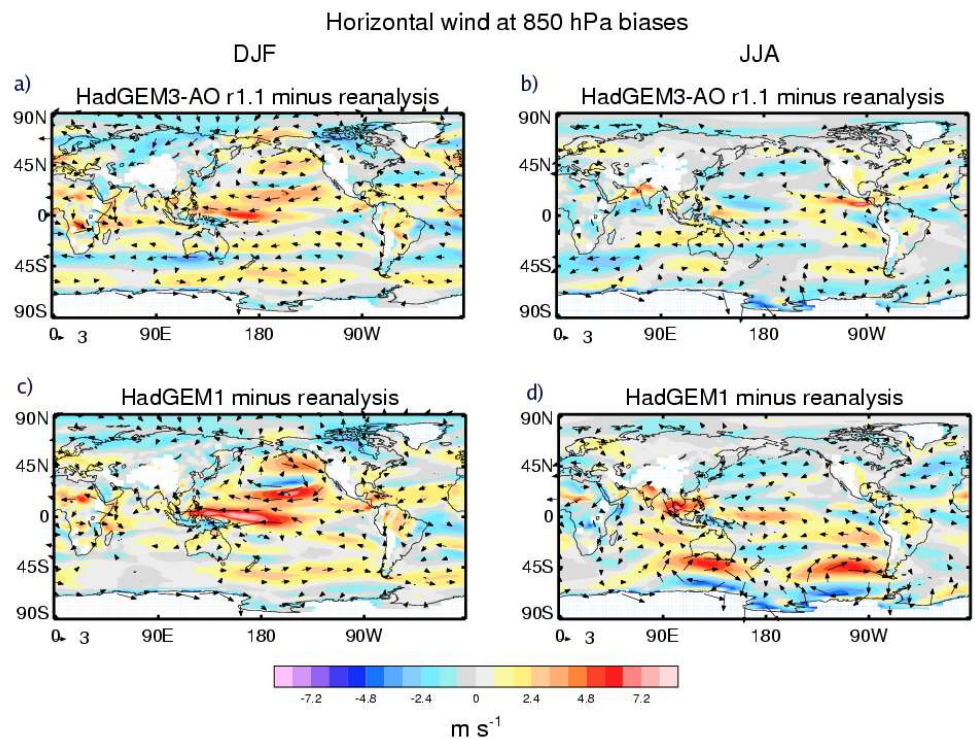 Horizontal wind at 850 hPa biases
DJF
JJA
a)
HadGEM3-AO r1.1 minus reanalysis
b)
HadGEM3-AO r1.1 minus reanalysis
90N
45N
0
45S
90S
0 3 90E 180 90W
90N
45N
0
45S
90S
0 3 90E 180 90W
c)
HadGEM1 minus reanalysis
d)
HadGEM1 minus reanalysis
90N
45N
0
45S
90S
0 3 90E 180 90W
90N
45N
0
45S
90S
0 3 90E 180 90W
-7.2 -4.8 -2.4 0 2.4 4.8 7.2
m s⁻¹